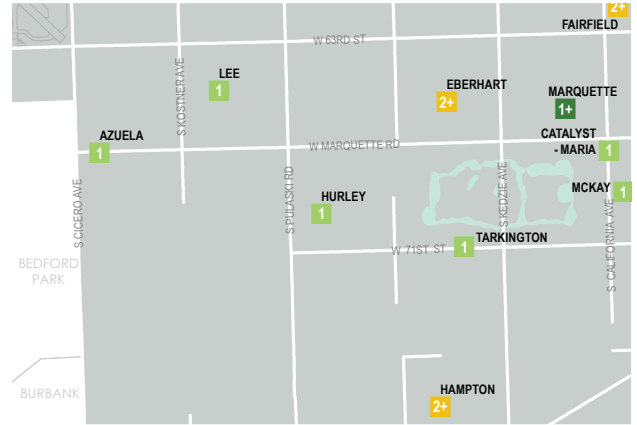 2+
FAIRFIELD
W 63RD ST
LEE
1
S KOSTNER AVE
EBERHART
2+
MARQUETTE
1+
AZUELA
1
W MARQUETTE RD
CATALYST
- MARIA
1
S CICERO AVE
S PULASKI RD
HURLEY
1
S KEDZIE AVE
MCKAY
1
S CALIFORNIA AVE
TARKINGTON
1
W 71ST ST
BEDFORD
PARK
BURBANK
HAMPTON
2+